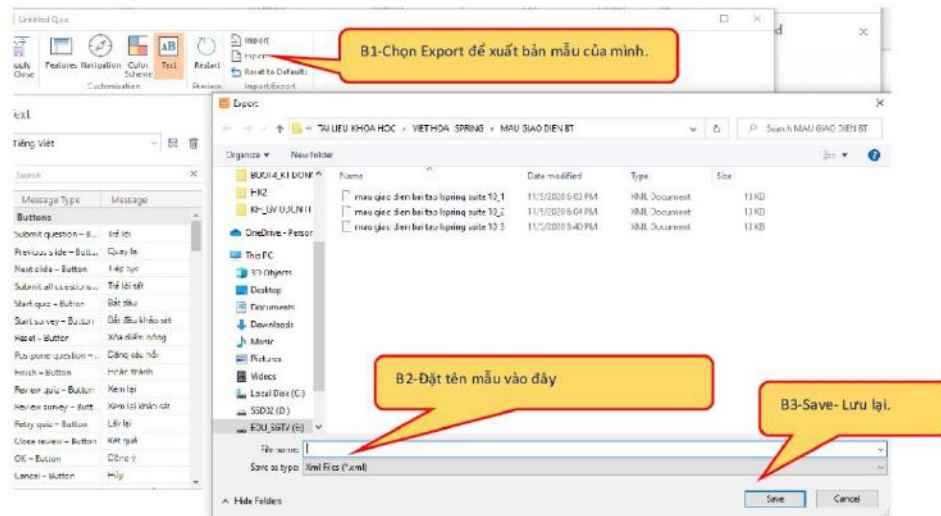 Untitled Quiz
Apply
Close
Features Navigation Color
Scheme Text Restart
Import
Export
Reset to Defaults
Customization Preview Import/Export
B1-Chọn Export để xuất bản mẫu của mình.
Text
Tiếng Việt
Search
Message Type Message
Buttons
Submit question – B... Trả lời
Previous slide – Butt... Quay lại
Next slide – Button Tiếp tục
Submit all questions... Trả lời tất
Start quiz – Button Bắt đầu
Start survey – Button Bắt đầu khảo sát
Reset – Button Xóa điểm nóng
Postpone question –...
Finish – Button Hoàn thành
Review quiz – Button Xem lại
Review survey – Butt... Xem lại khảo sát
Retry quiz – Button
Close review – Button Kết quả
OK – Button Đồng ý
Cancel – Button Hủy
Export
TAI LIEU KHOA HOC › VIET HOA ISPRING › MAU GIAO DIEN BT
Search MAU GIAO DIEN BT
Organize New folder
HK2
OneDrive - Person
This PC
3D Objects
Desktop
Documents
Downloads
Music
Pictures
Videos
Local Disk (C:)
SSD02 (D:)
EDU_SGTV (E:)
Name Date modified Type Size
mau giao dien bai tap Ispring suite 10_1 11/5/2020 6:03 PM XML Document 13 KB
mau giao dien bai tap Ispring suite 10_2 11/5/2020 6:04 PM XML Document 13 KB
mau giao dien bai tap Ispring suite 10_3 11/5/2020 6:40 PM XML Document 13 KB
B2-Đặt tên mẫu vào đây
B3-Save- Lưu lại.
File name:
Save as type: Xml Files (*.xml)
Hide Folders
Save Cancel